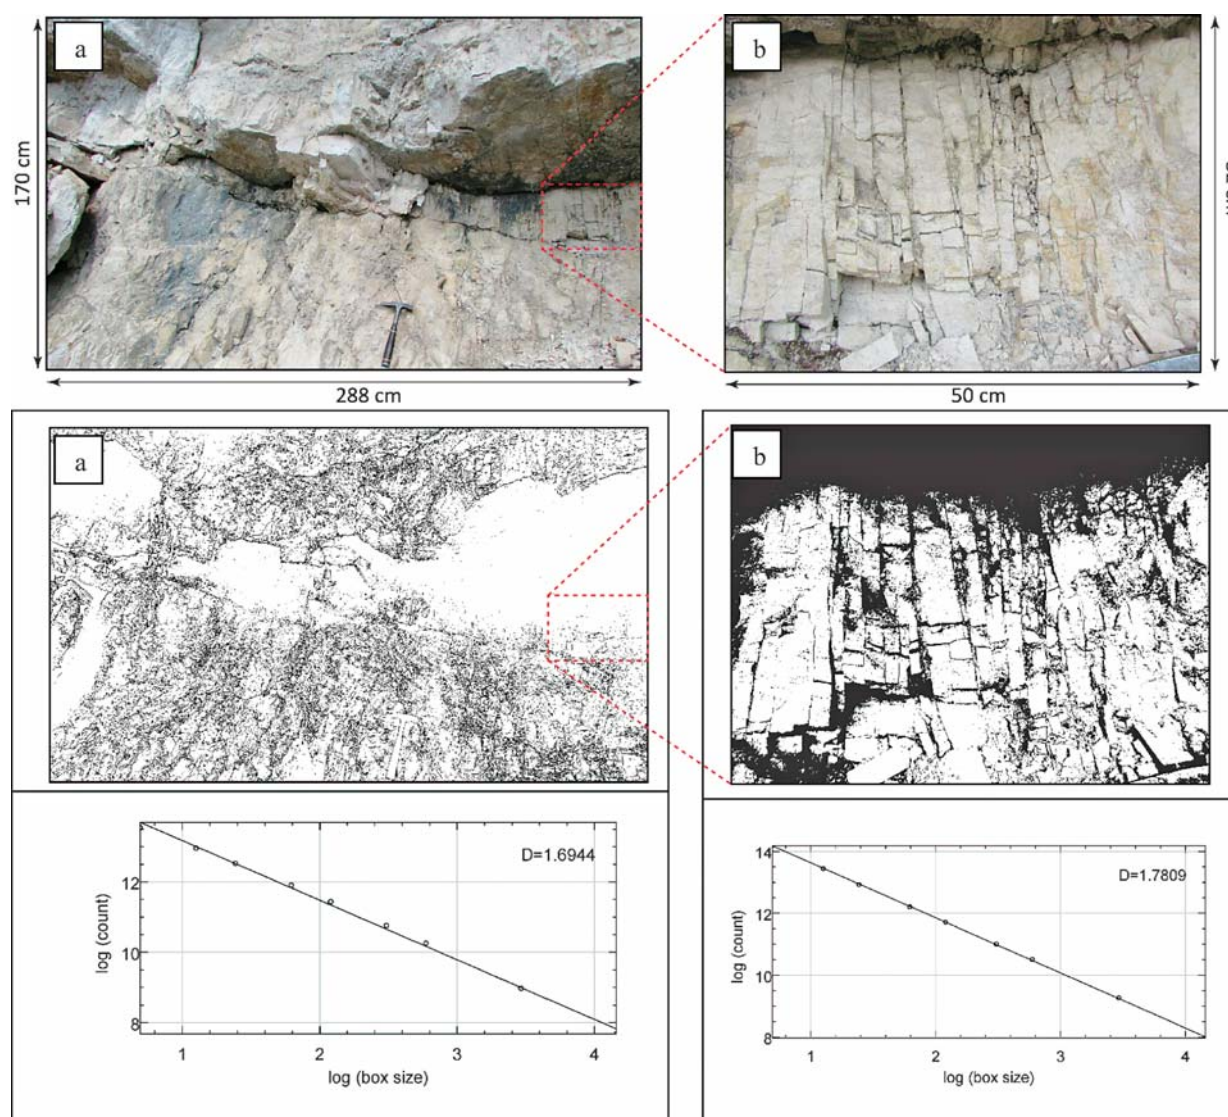 a
b
170 cm
288 cm
50 cm
a
b
D=1.6944
12
10
8
log (count)
1 2 3 4
log (box size)
D=1.7809
14
12
10
8
log (count)
1 2 3 4
log (box size)